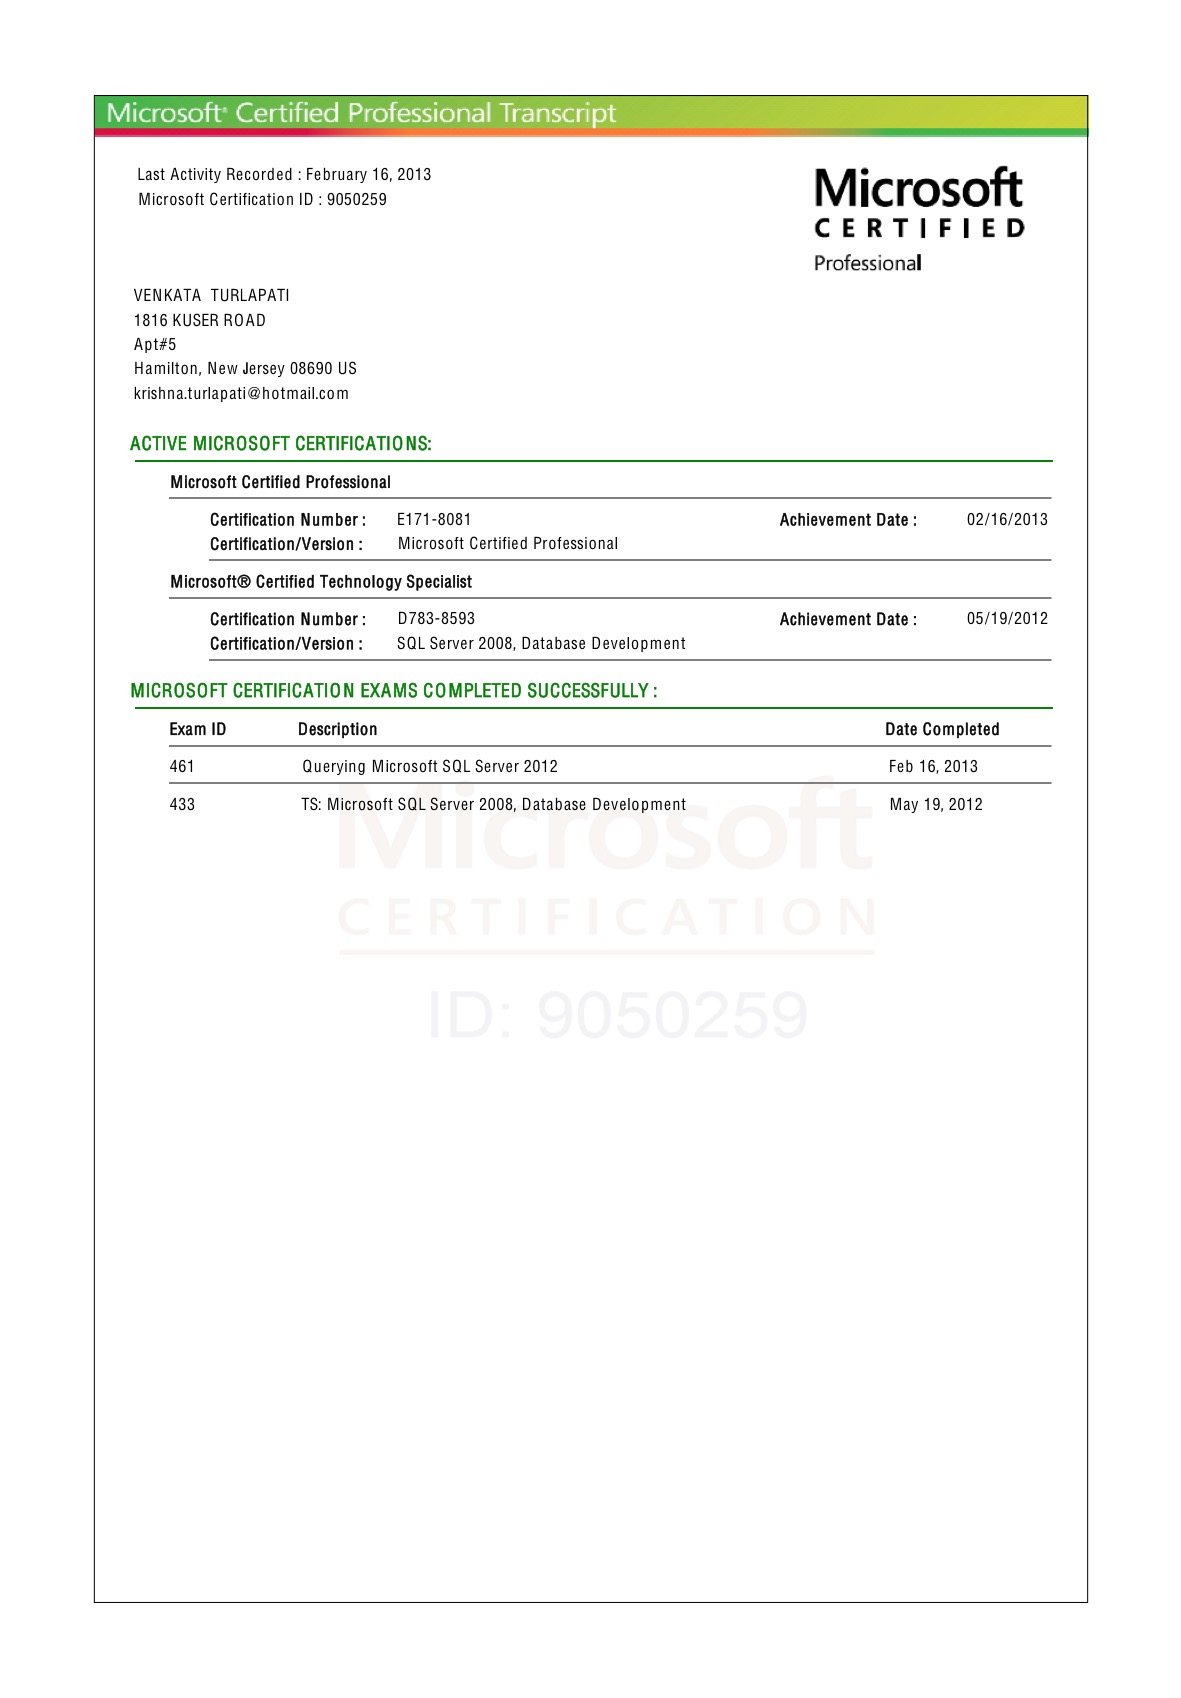 Microsoft® Certified Professional Transcript
Last Activity Recorded : February 16, 2013
Microsoft Certification ID : 9050259
Microsoft
CERTIFIED
Professional
VENKATA TURLAPATI
1816 KUSER ROAD
Apt#5
Hamilton, New Jersey 08690 US
krishna.turlapati@hotmail.com
ACTIVE MICROSOFT CERTIFICATIONS:
Microsoft Certified Professional
Certification Number : E171-8081 Achievement Date : 02/16/2013
Certification/Version : Microsoft Certified Professional
Microsoft® Certified Technology Specialist
Certification Number : D783-8593 Achievement Date : 05/19/2012
Certification/Version : SQL Server 2008, Database Development
MICROSOFT CERTIFICATION EXAMS COMPLETED SUCCESSFULLY :
Exam ID Description Date Completed
461 Querying Microsoft SQL Server 2012 Feb 16, 2013
433 TS: Microsoft SQL Server 2008, Database Development May 19, 2012
Microsoft
CERTIFICATION
ID: 9050259